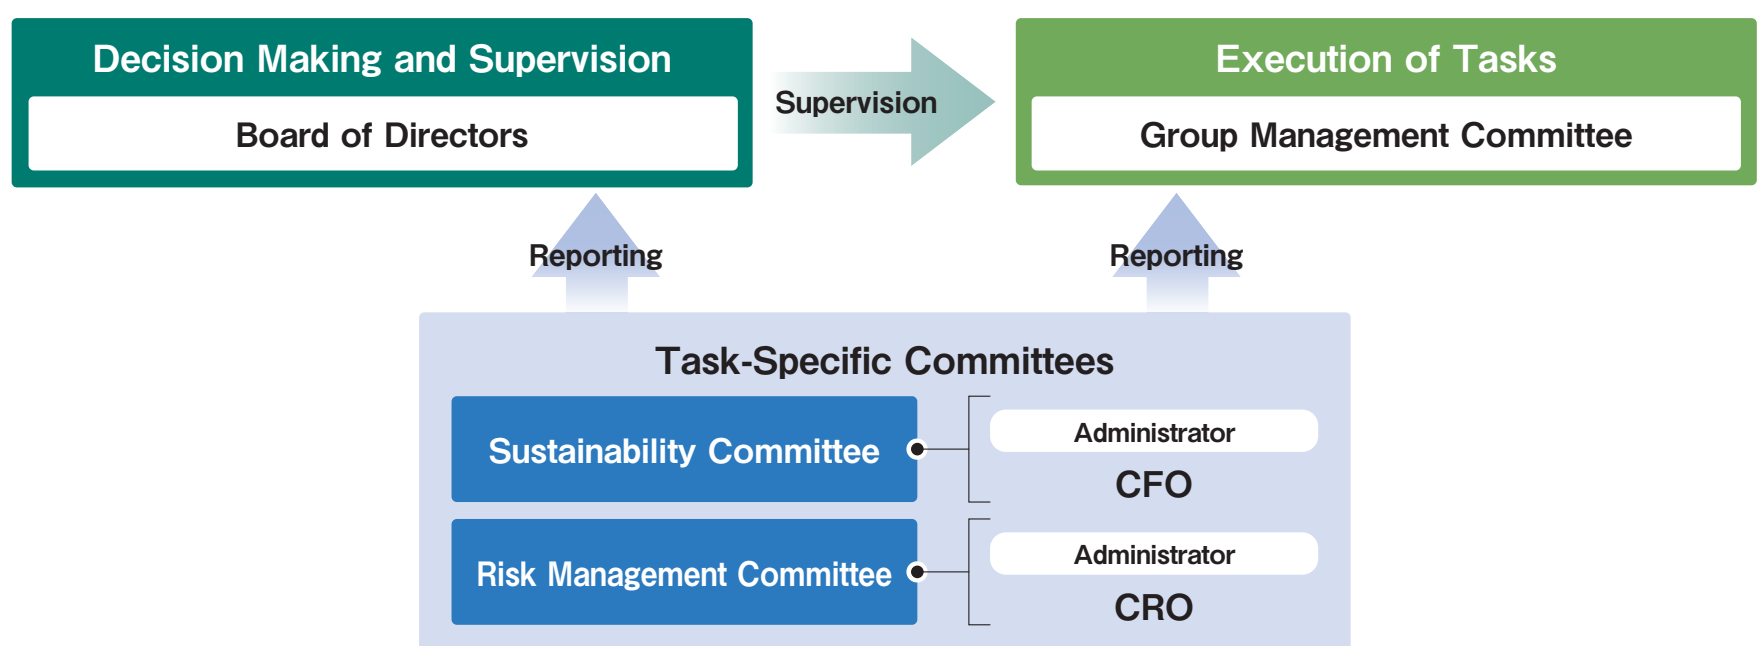 Decision Making and Supervision
Board of Directors
Supervision
Execution of Tasks
Group Management Committee
Reporting
Reporting
Task-Specific Committees
Sustainability Committee
Administrator
CFO
Risk Management Committee
Administrator
CRO